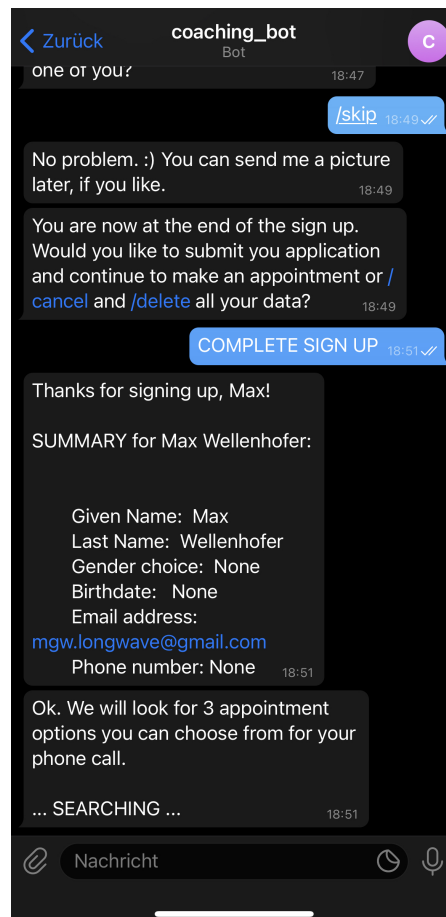 Zurück
coaching_bot
Bot
C
one of you?
18:47
/skip 18:49
No problem. :) You can send me a picture
later, if you like.
18:49
You are now at the end of the sign up.
Would you like to submit you application
and continue to make an appointment or /
cancel and /delete all your data?
18:49
COMPLETE SIGN UP 18:51
Thanks for signing up, Max!
SUMMARY for Max Wellenhofer:
Given Name: Max
Last Name: Wellenhofer
Gender choice: None
Birthdate: None
Email address:
mgw.longwave@gmail.com
Phone number: None
18:51
Ok. We will look for 3 appointment
options you can choose from for your
phone call.
... SEARCHING ...
18:51
Nachricht